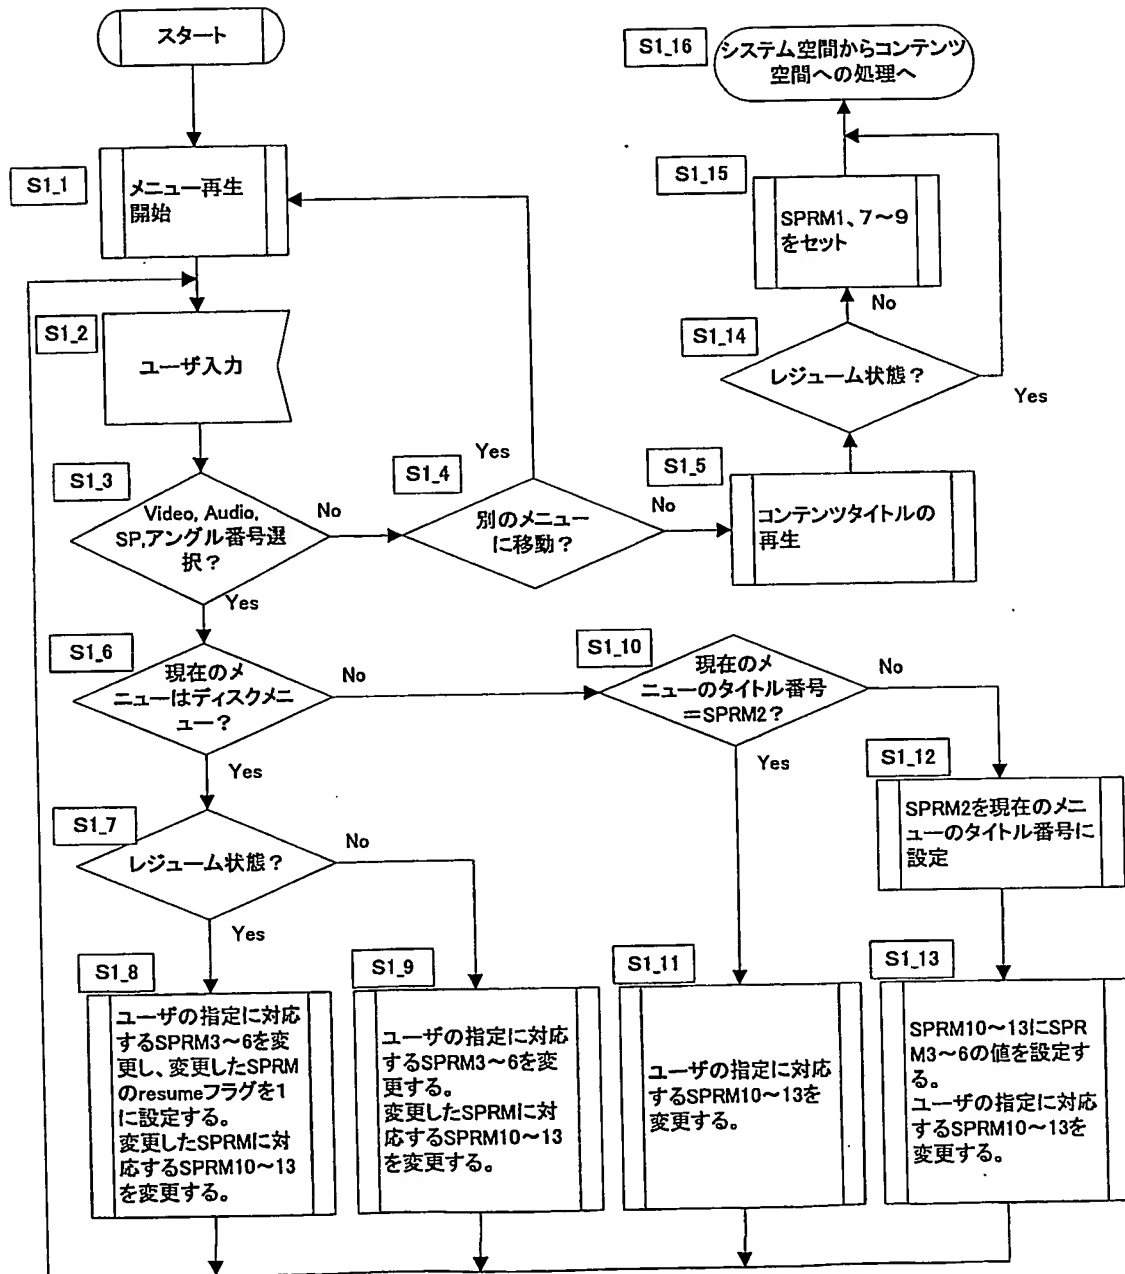 スタート
S1_16
システム空間からコンテンツ
空間への処理へ
S1_1
メニュー再生
開始
S1_15
SPRM1、7～9
をセット
No
S1_2
ユーザ入力
S1_14
レジューム状態？
Yes
S1_3
Video, Audio,
SP,アングル番号選
択？
No
Yes
S1_4
Yes
別のメニュー
に移動？
No
S1_5
コンテンツタイトルの
再生
S1_6
現在のメ
ニューはディスクメ
ニュー？
No
Yes
S1_10
現在のメ
ニューのタイトル番号
＝SPRM2？
No
Yes
S1_12
SPRM2を現在のメニ
ューのタイトル番号に
設定
S1_7
レジューム状態？
No
Yes
S1_8
ユーザの指定に対応
するSPRM3～6を変
更し、変更したSPRM
のresumeフラグを1
に設定する。
変更したSPRMに対
応するSPRM10～13
を変更する。
S1_9
ユーザの指定に対応
するSPRM3～6を変
更する。
変更したSPRMに対
応するSPRM10～13
を変更する。
S1_11
ユーザの指定に対応
するSPRM10～13を
変更する。
S1_13
SPRM10～13にSPR
M3～6の値を設定す
る。
ユーザの指定に対応
するSPRM10～13を
変更する。